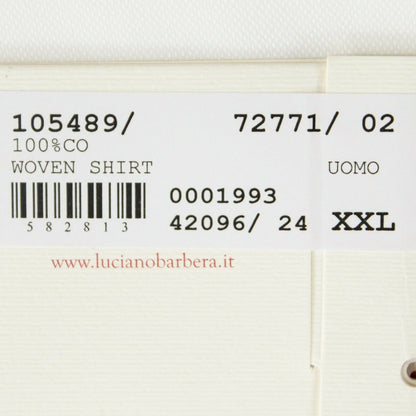 105489/ 72771/ 02
100%CO
WOVEN SHIRT UOMO
0001993
582813 42096/ 24 XXL
www.lucianobarbera.it